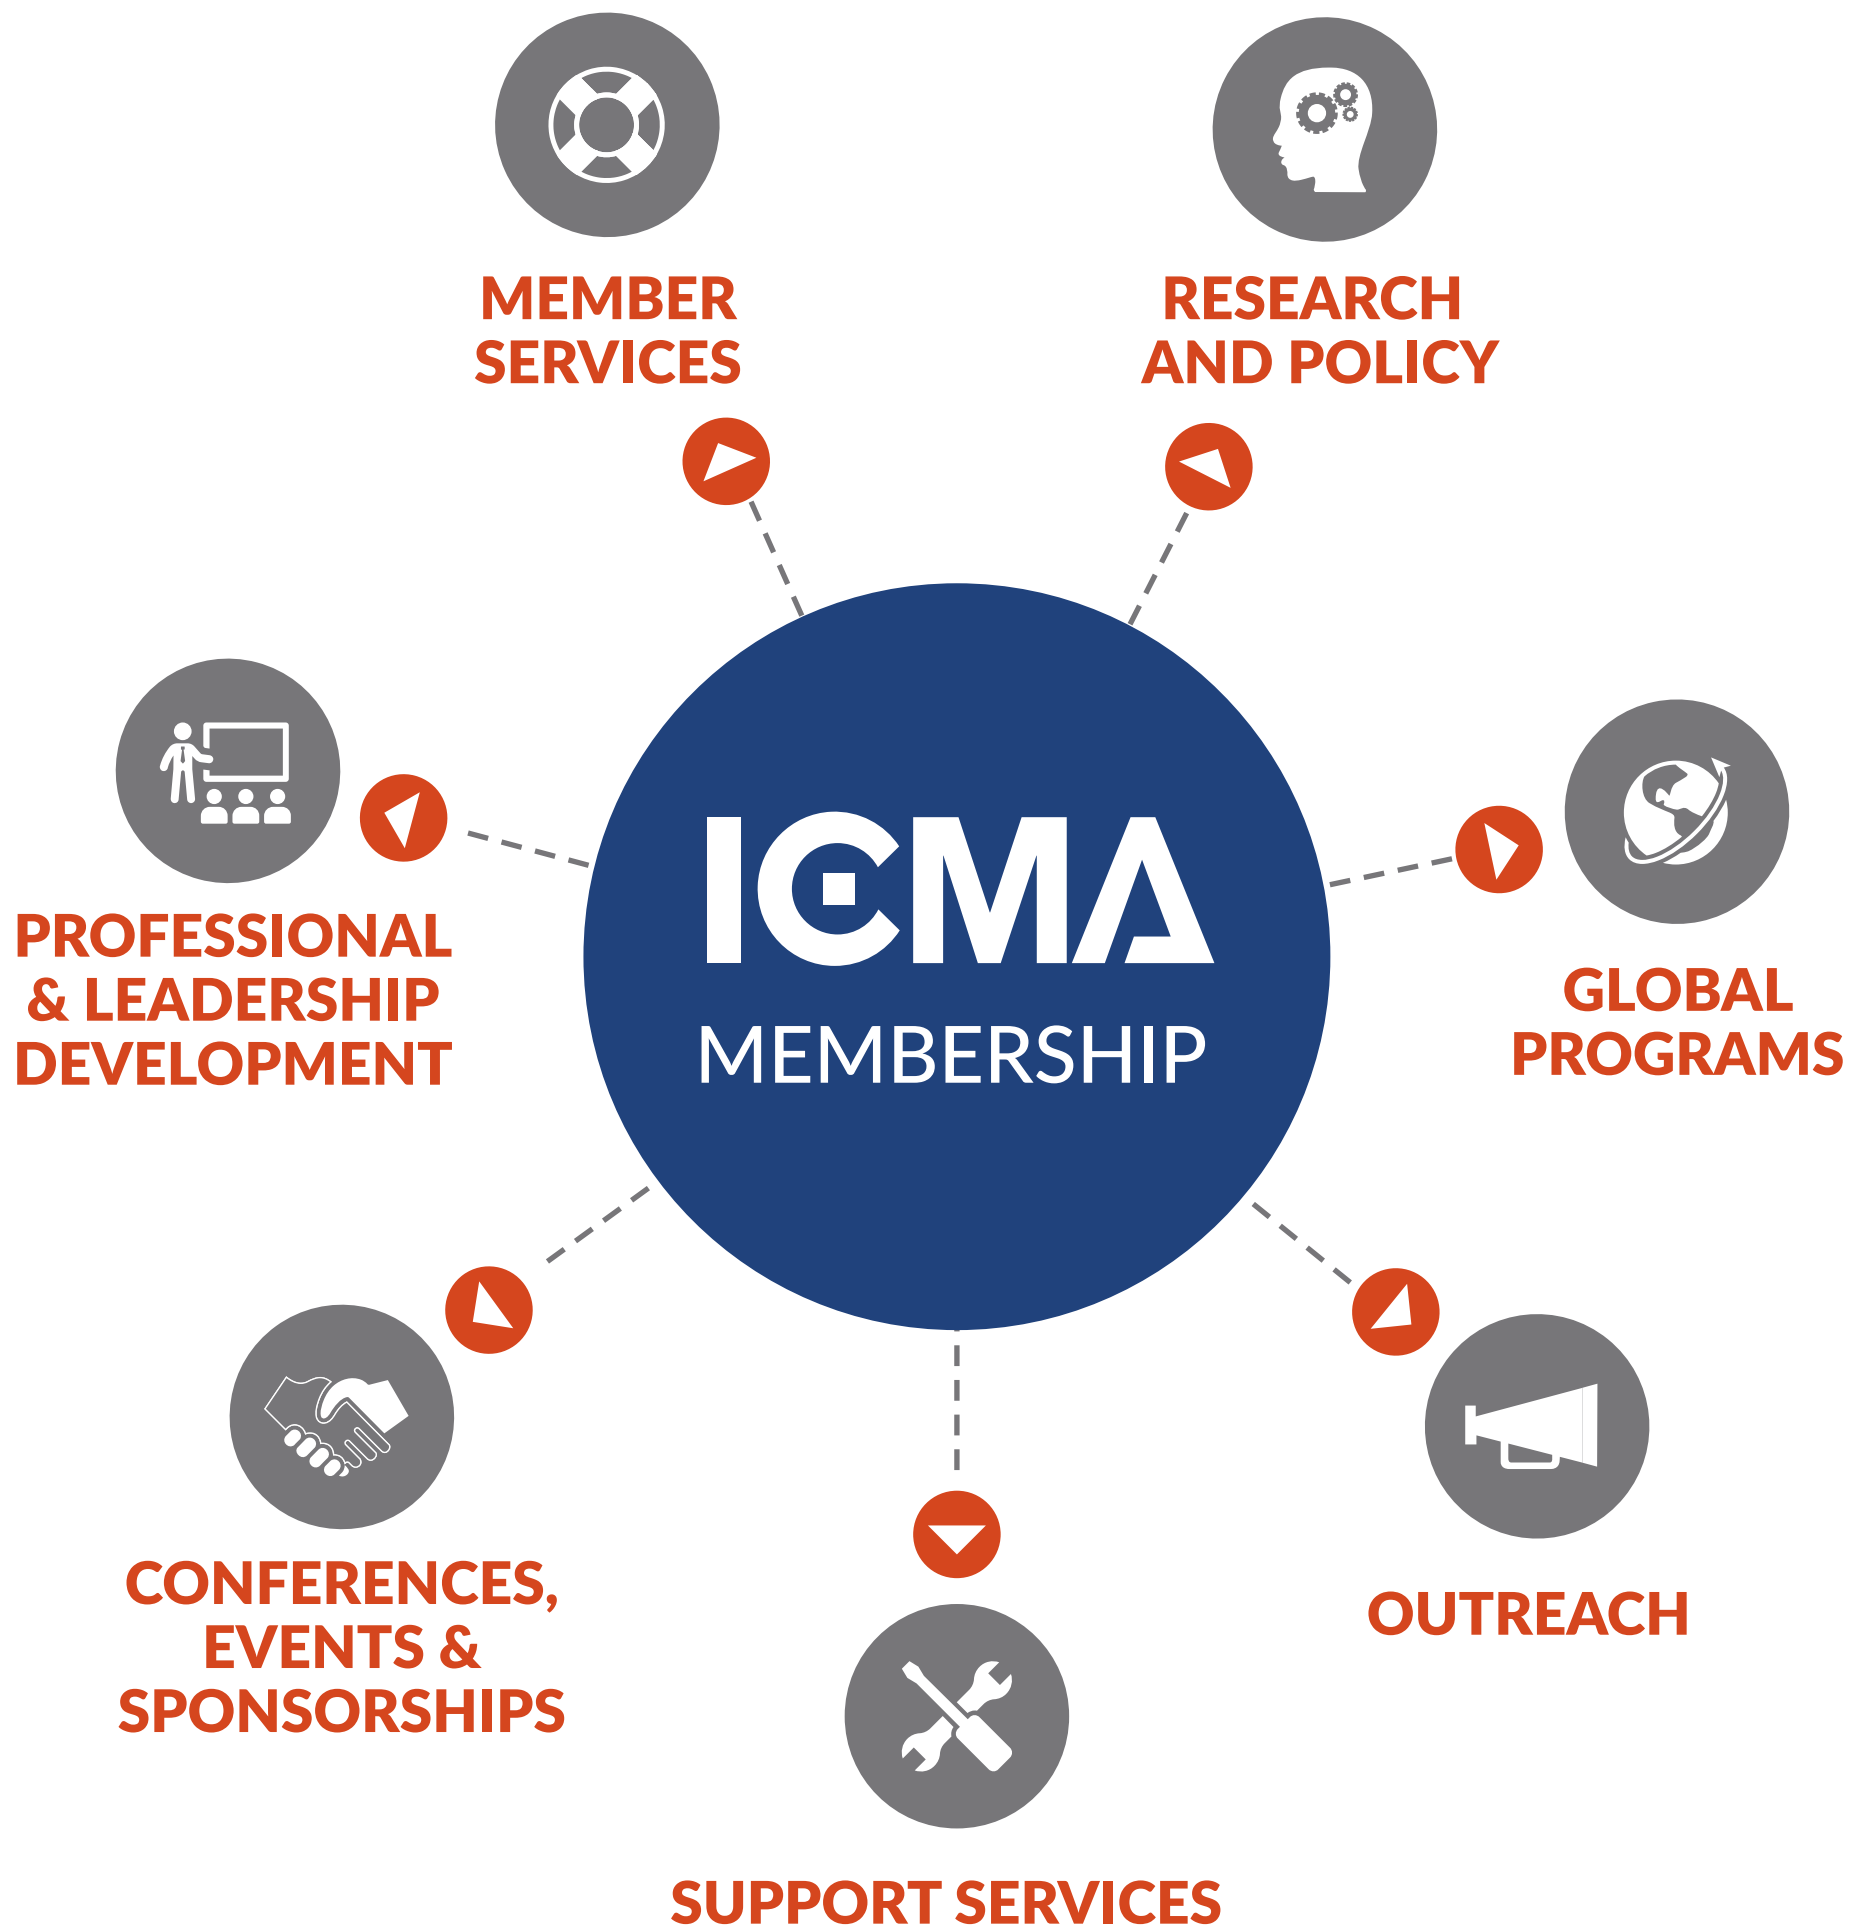 MEMBER
SERVICES
RESEARCH
AND POLICY
PROFESSIONAL
& LEADERSHIP
DEVELOPMENT
ICMA
MEMBERSHIP
GLOBAL
PROGRAMS
CONFERENCES,
EVENTS &
SPONSORSHIPS
OUTREACH
SUPPORT SERVICES